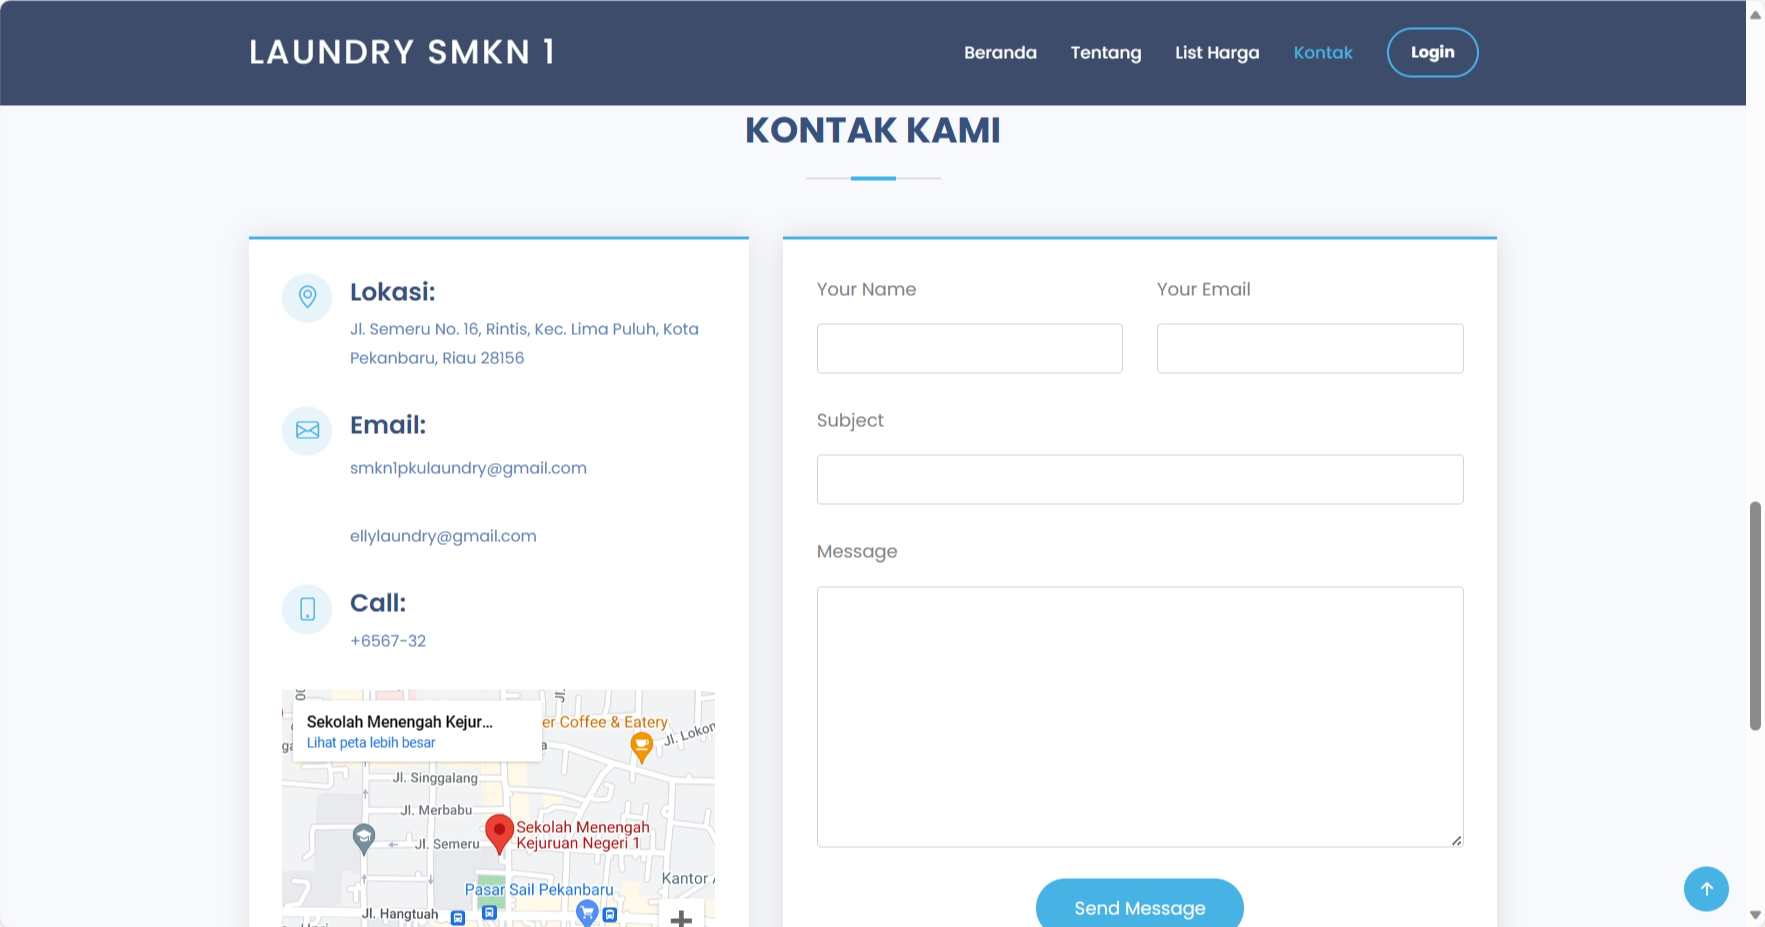 LAUNDRY SMKN 1
Beranda Tentang List Harga Kontak Login
KONTAK KAMI
Lokasi:
Jl. Semeru No. 16, Rintis, Kec. Lima Puluh, Kota
Pekanbaru, Riau 28156
Email:
smkn1pkulaundry@gmail.com
ellylaundry@gmail.com
Call:
+6567-32
Sekolah Menengah Kejur...
Lihat peta lebih besar
er Coffee & Eatery
Jl. Lokon
Jl. Singgalang
Jl. Merbabu
Jl. Semeru
Sekolah Menengah
Kejuruan Negeri 1
Pasar Sail Pekanbaru
Kantor
Jl. Hangtuah
Your Name
Your Email
Subject
Message
Send Message